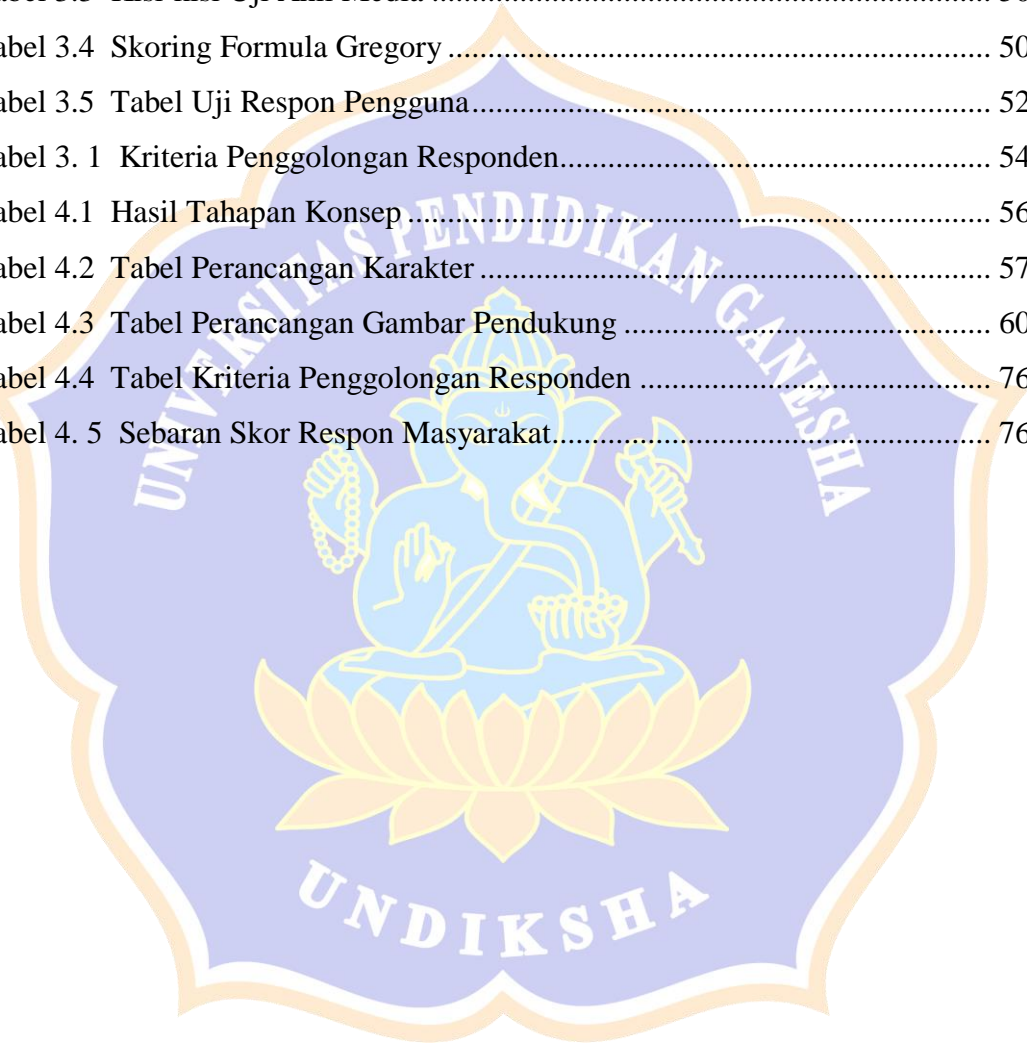 abel 3.4 Skoring Formula Gregory ........................................ 50
abel 3.5 Tabel Uji Respon Pengguna........................................ 52
abel 3. 1 Kriteria Penggolongan Responden........................................ 54
abel 4.1 Hasil Tahapan Konsep ........................................ 56
abel 4.2 Tabel Perancangan Karakter ........................................ 57
abel 4.3 Tabel Perancangan Gambar Pendukung ........................................ 60
abel 4.4 Tabel Kriteria Penggolongan Responden ........................................ 76
abel 4. 5 Sebaran Skor Respon Masyarakat........................................ 76
UNIVERSITAS PENDIDIKAN GANESHA
UNDIKSHA